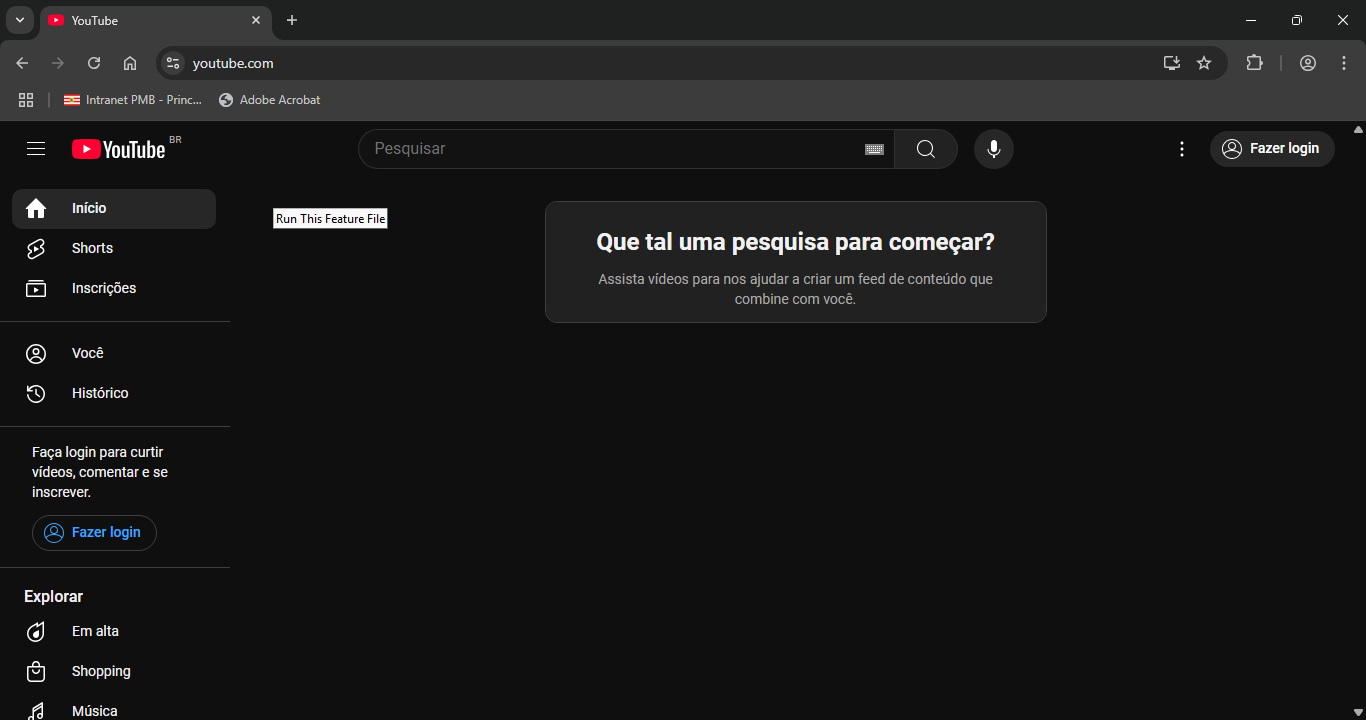 YouTube
youtube.com
Intranet PMB - Princ...
Adobe Acrobat
YouTube BR
Pesquisar
Fazer login
Início
Shorts
Inscrições
Você
Histórico
Faça login para curtir
vídeos, comentar e se
inscrever.
Fazer login
Explorar
Em alta
Shopping
Música
Run This Feature File
Que tal uma pesquisa para começar?
Assista vídeos para nos ajudar a criar um feed de conteúdo que
combine com você.